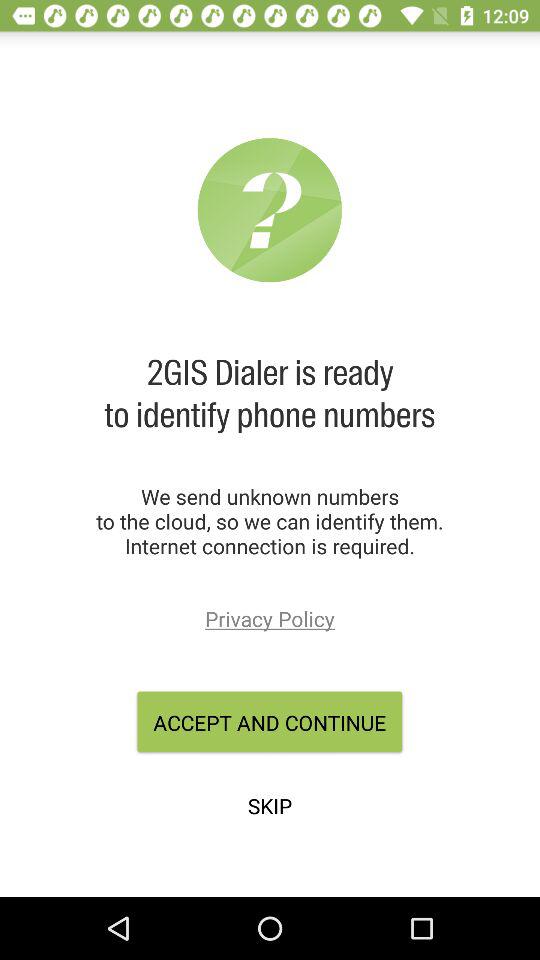 12:09
?
2GIS Dialer is ready
to identify phone numbers
We send unknown numbers
to the cloud, so we can identify them.
Internet connection is required.
Privacy Policy
ACCEPT AND CONTINUE
SKIP